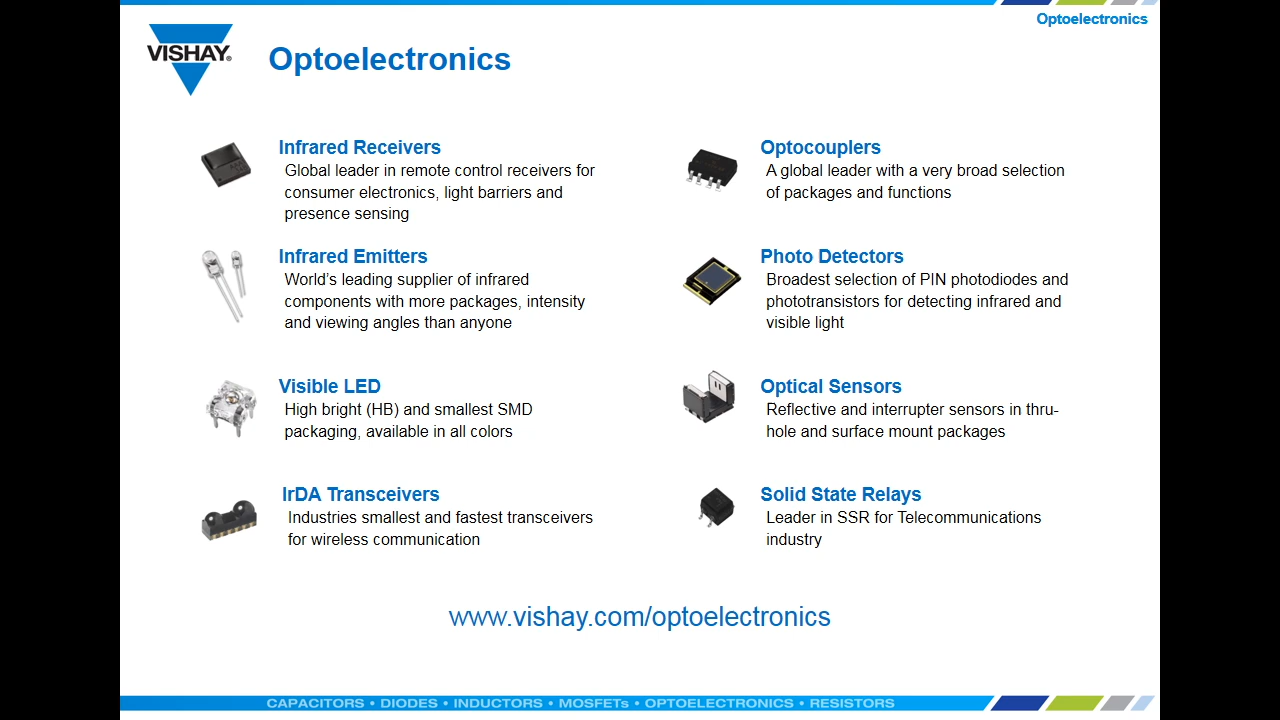 Optoelectronics
VISHAY®
Optoelectronics
Infrared Receivers
Global leader in remote control receivers for
consumer electronics, light barriers and
presence sensing
Infrared Emitters
World’s leading supplier of infrared
components with more packages, intensity
and viewing angles than anyone
Visible LED
High bright (HB) and smallest SMD
packaging, available in all colors
IrDA Transceivers
Industries smallest and fastest transceivers
for wireless communication
Optocouplers
A global leader with a very broad selection
of packages and functions
Photo Detectors
Broadest selection of PIN photodiodes and
phototransistors for detecting infrared and
visible light
Optical Sensors
Reflective and interrupter sensors in thru-
hole and surface mount packages
Solid State Relays
Leader in SSR for Telecommunications
industry
www.vishay.com/optoelectronics
CAPACITORS • DIODES • INDUCTORS • MOSFETs • OPTOELECTRONICS • RESISTORS